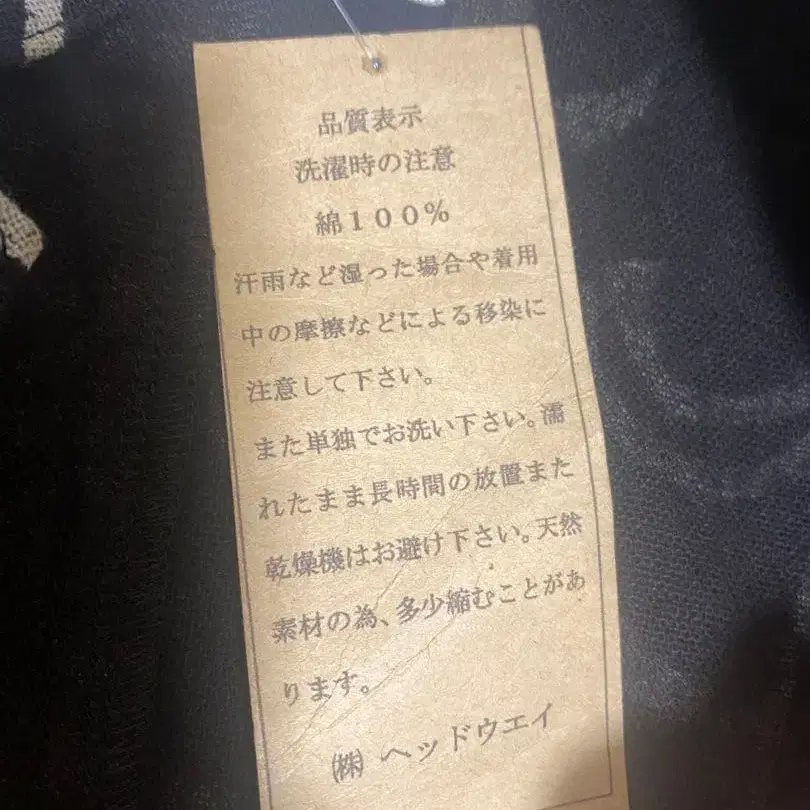 品質表示
洗濯時の注意
綿１００％
汗雨など湿った場合や着用
中の摩擦などによる移染に
注意して下さい。
また単独でお洗い下さい。濡
れたまま長時間の放置また
乾燥機はお避け下さい。天然
素材の為、多少縮むことがあ
ります。
㈱ ヘッドウエイ